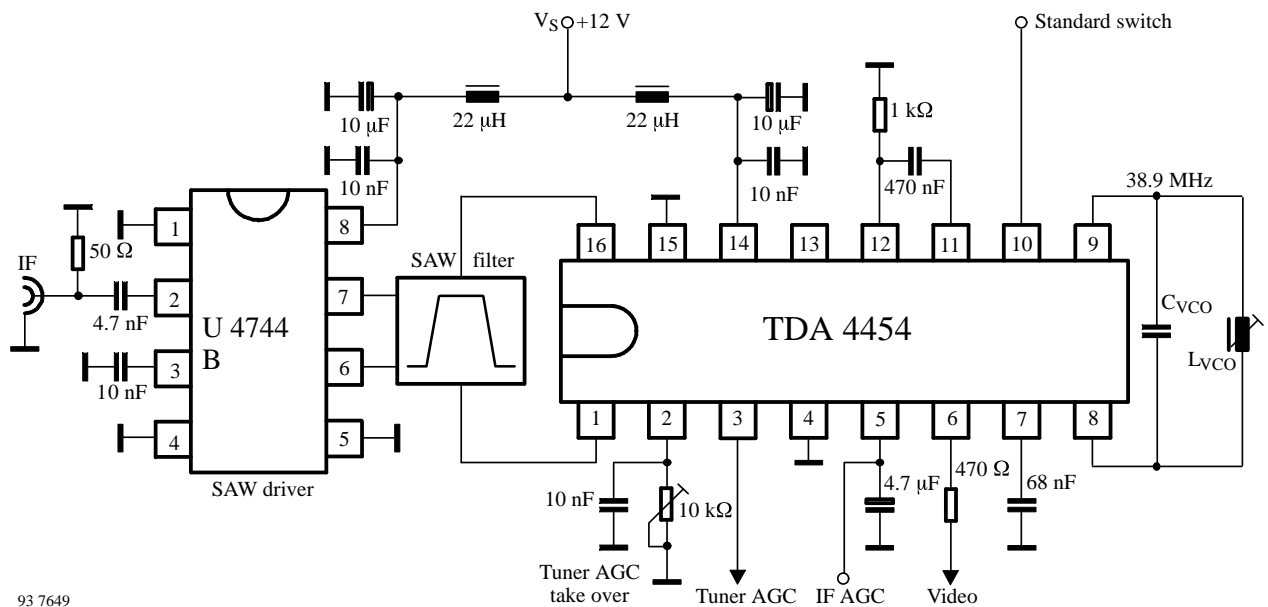 VS +12 V
Standard switch
10 µF
22 µH
22 µH
10 µF
1 kΩ
10 nF
10 nF
470 nF
38.9 MHz
50 Ω
IF
4.7 nF
10 nF
1
2
3
4
8
7
6
5
U 4744
B
SAW driver
SAW filter
16
15
14
13
12
11
10
9
TDA 4454
CVCO
LVCO
1
2
3
4
5
6
7
8
10 nF
10 kΩ
4.7 µF
470 Ω
68 nF
Tuner AGC
take over
Tuner AGC
IF AGC
Video
93 7649